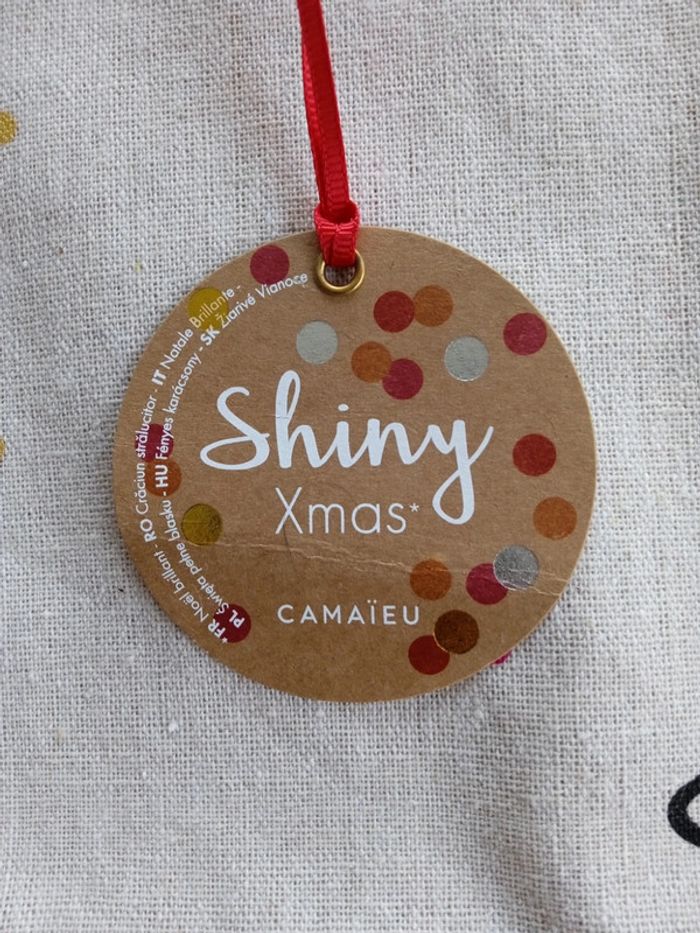 Shiny
Xmas*
CAMAÏEU
*FR Noël brillant - RO Crăciun strălucitor - IT Natale Brillante -
PL Święta pełne blasku - HU Fényes karácsony - SK Žiarivé Vianoce